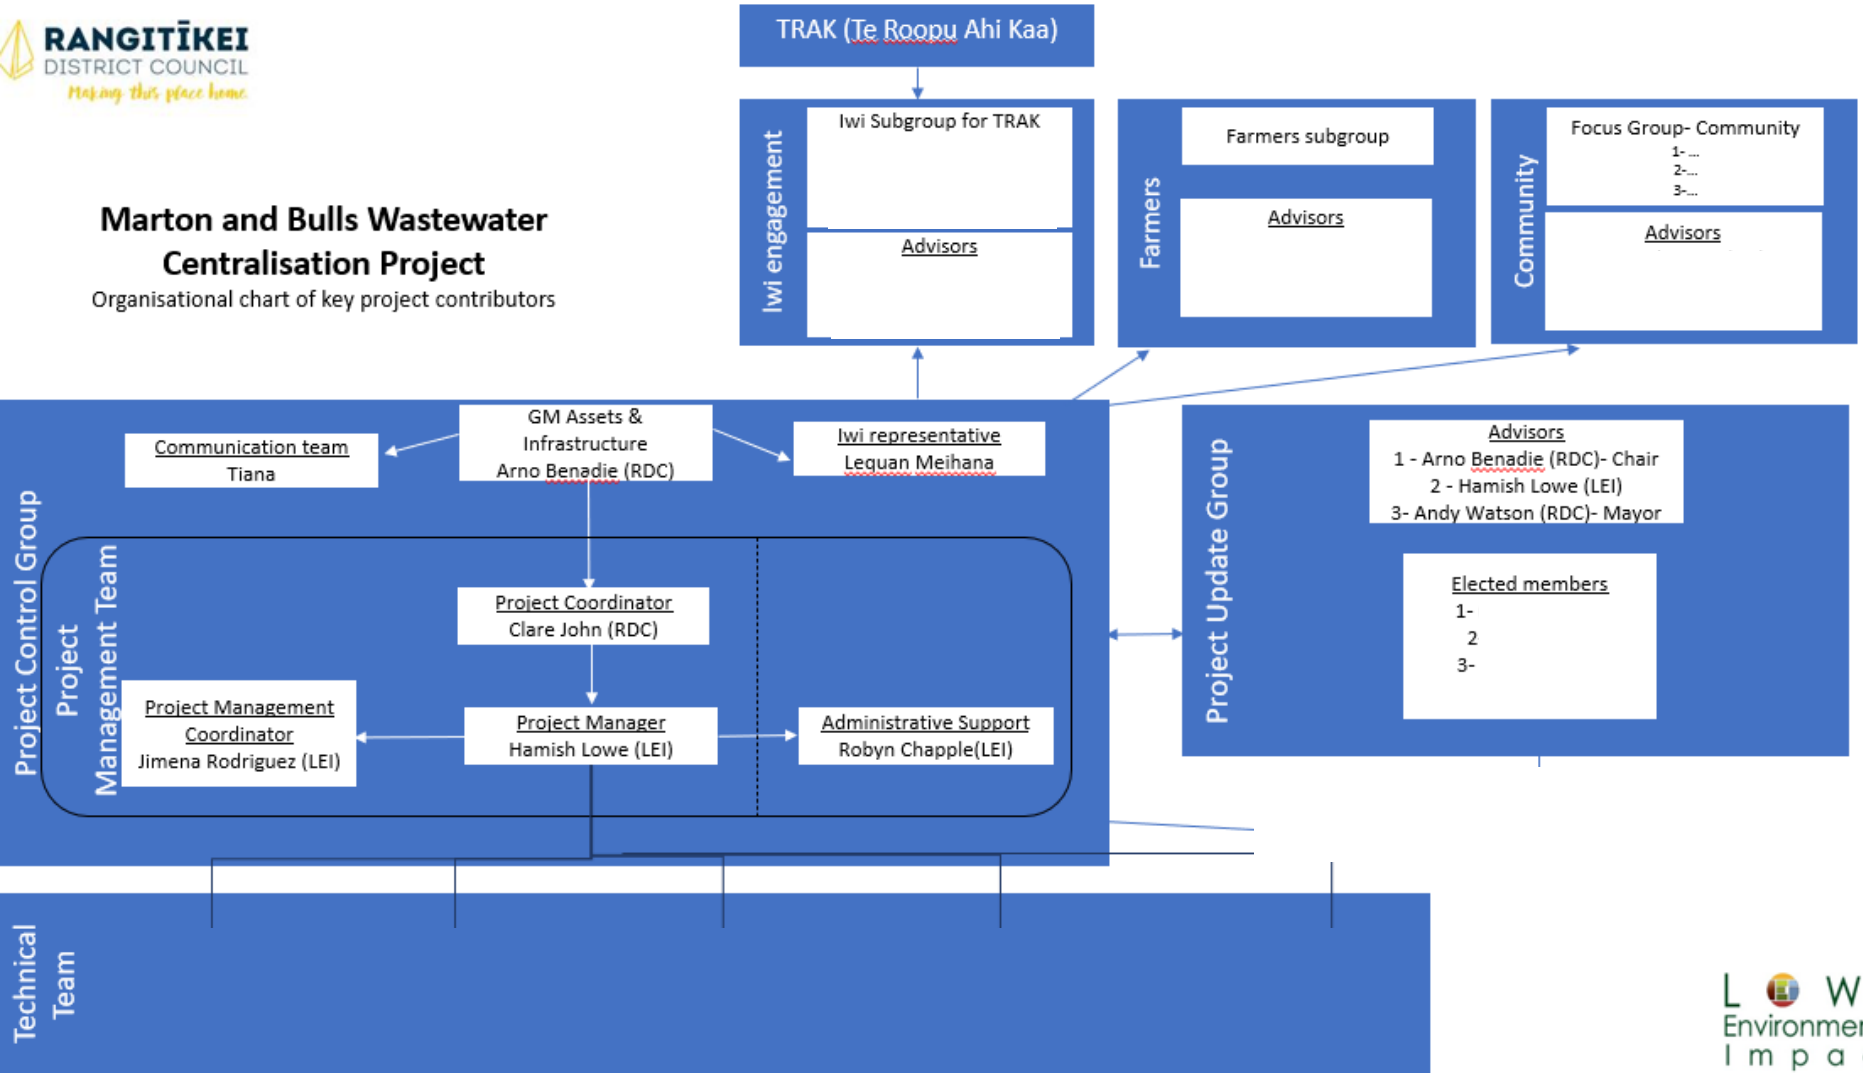 RANGITĪKEI
DISTRICT COUNCIL
Making this place home.
Marton and Bulls Wastewater
Centralisation Project
Organisational chart of key project contributors
TRAK (Te Roopu Ahi Kaa)
Iwi engagement
Iwi Subgroup for TRAK
Advisors
Farmers
Farmers subgroup
Advisors
Community
Focus Group- Community
1- ...
2-...
3-...
Advisors
Project Control Group
Communication team
Tiana
GM Assets &
Infrastructure
Arno Benadie (RDC)
Iwi representative
Lequan Meihana
Project
Management Team
Project Coordinator
Clare John (RDC)
Project Management
Coordinator
Jimena Rodriguez (LEI)
Project Manager
Hamish Lowe (LEI)
Administrative Support
Robyn Chapple(LEI)
Project Update Group
Advisors
1 - Arno Benadie (RDC)- Chair
2 - Hamish Lowe (LEI)
3- Andy Watson (RDC)- Mayor
Elected members
1-
2
3-
Technical
Team
L W
Environmen
Impa